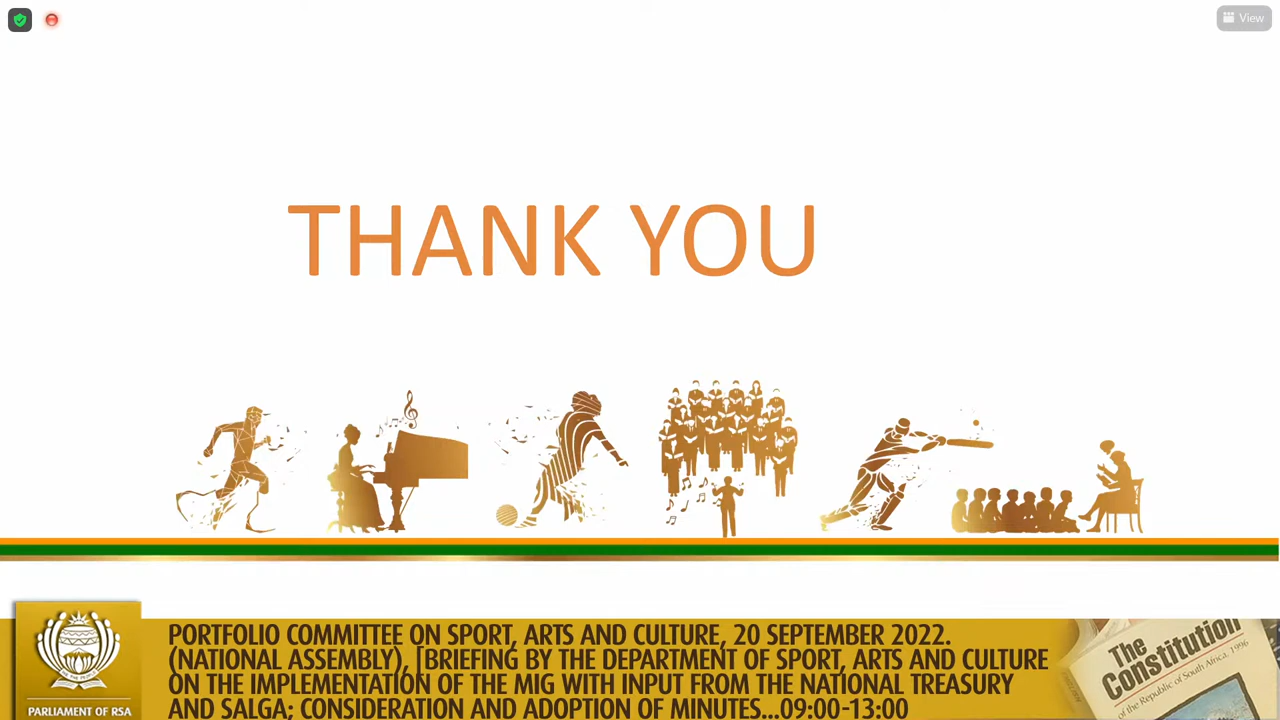 View
THANK YOU
PORTFOLIO COMMITTEE ON SPORT, ARTS AND CULTURE, 20 SEPTEMBER 2022.
(NATIONAL ASSEMBLY), [BRIEFING BY THE DEPARTMENT OF SPORT, ARTS AND CULTURE
ON THE IMPLEMENTATION OF THE MIG WITH INPUT FROM THE NATIONAL TREASURY
AND SALGA; CONSIDERATION AND ADOPTION OF MINUTES...09:00-13:00
PARLIAMENT OF RSA
The
Constitution
of the Republic of South Africa, 1996